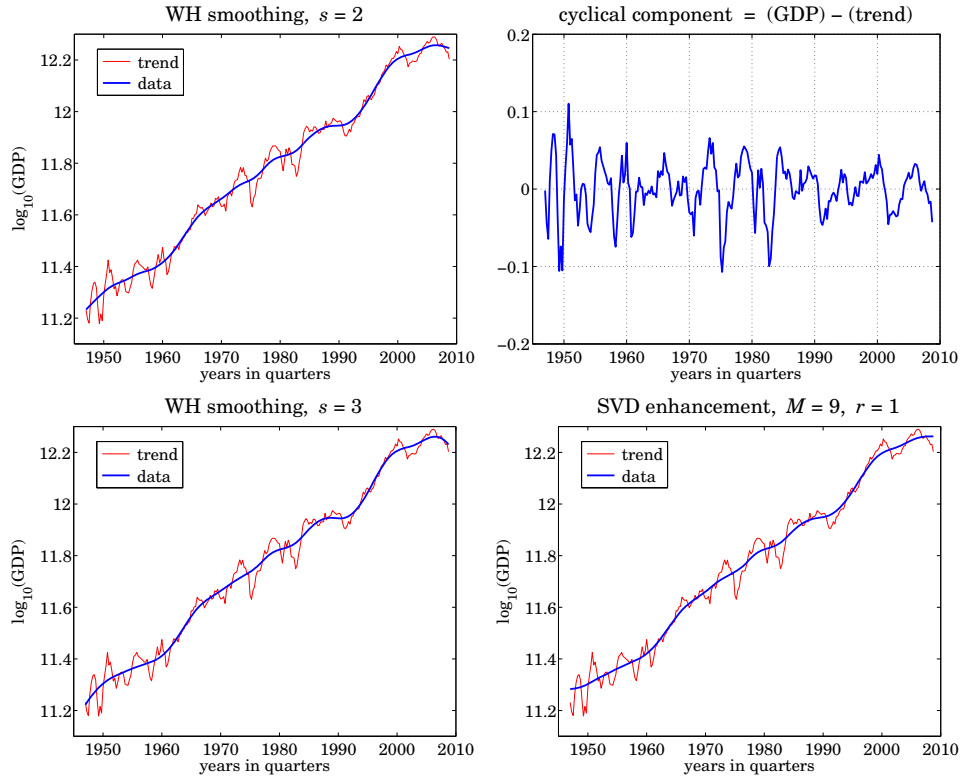 WH smoothing, s = 2
12.2
12
11.8
11.6
11.4
11.2
log10(GDP)
trend
data
1950 1960 1970 1980 1990 2000 2010
years in quarters
cyclical component = (GDP) − (trend)
0.2
0.1
0
−0.1
−0.2
1950 1960 1970 1980 1990 2000
years in quarters
WH smoothing, s = 3
12.2
12
11.8
11.6
11.4
11.2
log10(GDP)
trend
data
1950 1960 1970 1980 1990 2000 2010
years in quarters
SVD enhancement, M = 9, r = 1
12.2
12
11.8
11.6
11.4
11.2
log10(GDP)
trend
data
1950 1960 1970 1980 1990 2000 2010
years in quarters